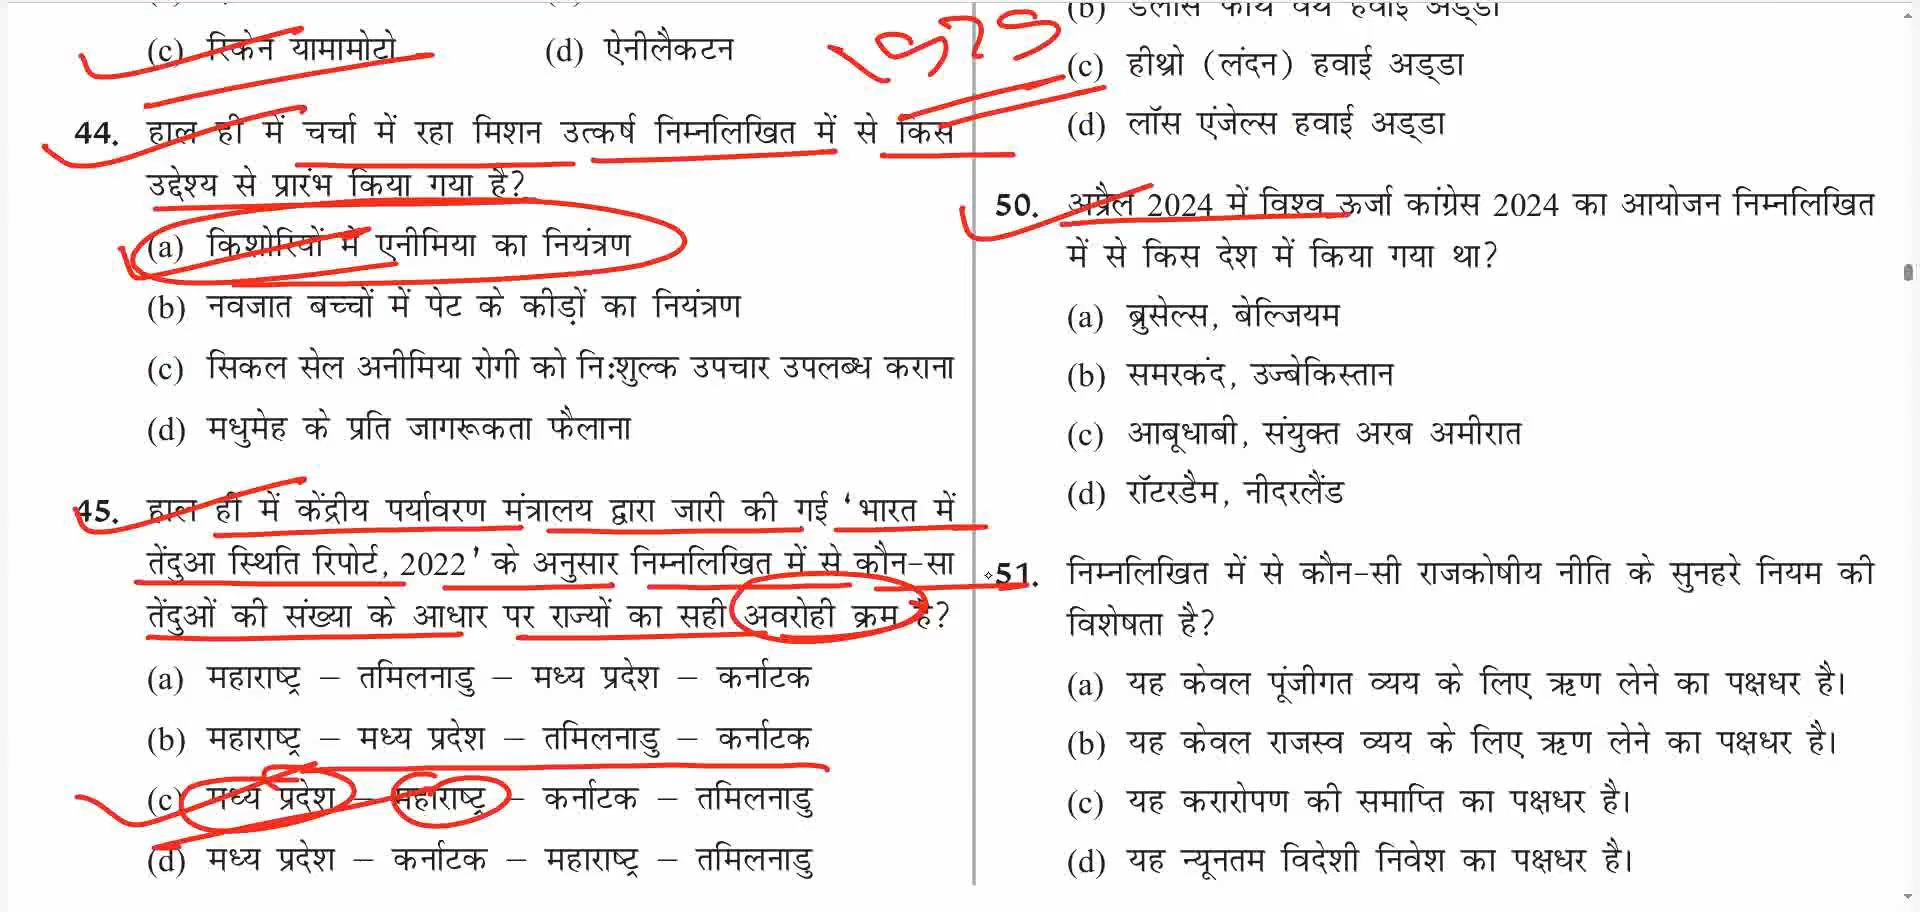 (c) रिकेन यामामोटो (d) ऐनीलैकटन
44. हाल ही में चर्चा में रहा मिशन उत्कर्ष निम्नलिखित में से किस
उद्देश्य से प्रारंभ किया गया है?
(a) किशोरियों में एनीमिया का नियंत्रण
(b) नवजात बच्चों में पेट के कीड़ों का नियंत्रण
(c) सिकल सेल अनीमिया रोगी को नि:शुल्क उपचार उपलब्ध कराना
(d) मधुमेह के प्रति जागरूकता फैलाना
45. हाल ही में केंद्रीय पर्यावरण मंत्रालय द्वारा जारी की गई ‘भारत में
तेंदुआ स्थिति रिपोर्ट, 2022’ के अनुसार निम्नलिखित में से कौन-सा
तेंदुओं की संख्या के आधार पर राज्यों का सही अवरोही क्रम है?
(a) महाराष्ट्र – तमिलनाडु – मध्य प्रदेश – कर्नाटक
(b) महाराष्ट्र – मध्य प्रदेश – तमिलनाडु – कर्नाटक
(c) मध्य प्रदेश – महाराष्ट्र – कर्नाटक – तमिलनाडु
(d) मध्य प्रदेश – कर्नाटक – महाराष्ट्र – तमिलनाडु
(b) डलास फोर्थ वर्थ हवाई अड्डा
(c) हीथ्रो (लंदन) हवाई अड्डा
(d) लॉस एंजेल्स हवाई अड्डा
50. अप्रैल 2024 में विश्व ऊर्जा कांग्रेस 2024 का आयोजन निम्नलिखित
में से किस देश में किया गया था?
(a) ब्रुसेल्स, बेल्जियम
(b) समरकंद, उज्बेकिस्तान
(c) आबूधाबी, संयुक्त अरब अमीरात
(d) रॉटरडैम, नीदरलैंड
51. निम्नलिखित में से कौन-सी राजकोषीय नीति के सुनहरे नियम की
विशेषता है?
(a) यह केवल पूंजीगत व्यय के लिए ऋण लेने का पक्षधर है।
(b) यह केवल राजस्व व्यय के लिए ऋण लेने का पक्षधर है।
(c) यह करारोपण की समाप्ति का पक्षधर है।
(d) यह न्यूनतम विदेशी निवेश का पक्षधर है।